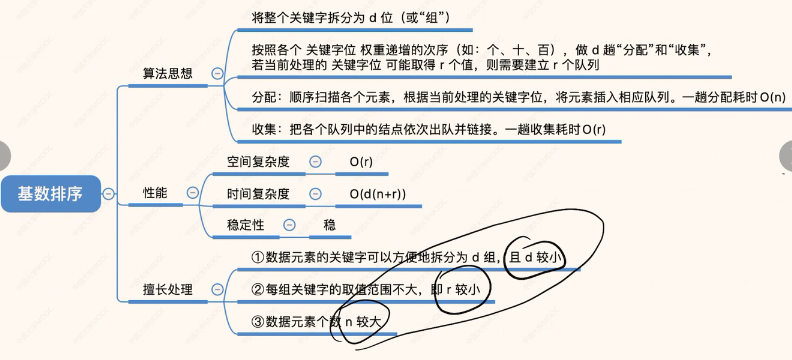 将整个关键字拆分为 d 位（或“组”）
按照各个 关键字位 权重递增的次序（如：个、十、百），做 d 趟“分配”和“收集”，
若当前处理的 关键字位 可能取得 r 个值，则需要建立 r 个队列
算法思想
分配：顺序扫描各个元素，根据当前处理的关键字位，将元素插入相应队列。一趟分配耗时O(n)
收集：把各个队列中的结点依次出队并链接。一趟收集耗时O(r)
基数排序
空间复杂度 O(r)
性能
时间复杂度 O(d(n+r))
稳定性 稳
①数据元素的关键字可以方便地拆分为 d 组，且 d 较小
擅长处理
②每组关键字的取值范围不大，即 r 较小
③数据元素个数 n 较大